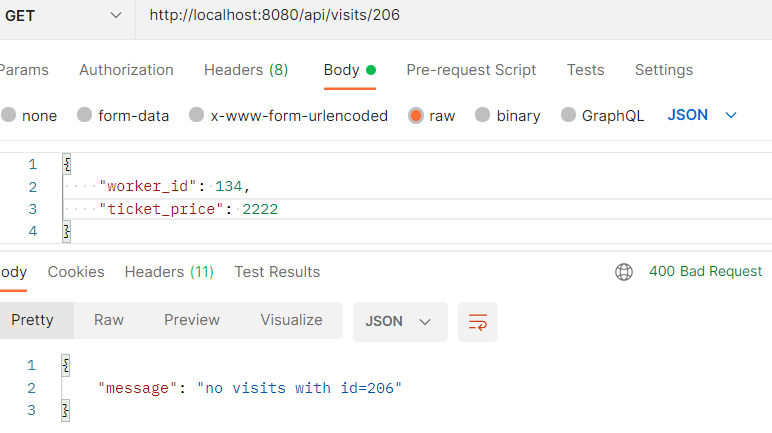 GET http://localhost:8080/api/visits/206
Params Authorization Headers (8) Body Pre-request Script Tests Settings
none form-data x-www-form-urlencoded raw binary GraphQL JSON
1 {
2 "worker_id": 134,
3 "ticket_price": 2222
4 }
ody Cookies Headers (11) Test Results 400 Bad Request
Pretty Raw Preview Visualize JSON
1 {
2 "message": "no visits with id=206"
3 }